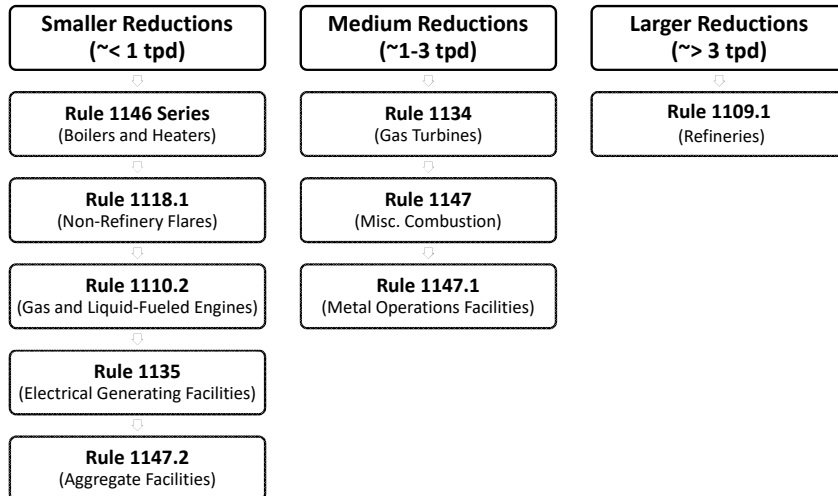 Smaller Reductions
(~< 1 tpd)
Rule 1146 Series
(Boilers and Heaters)
Rule 1118.1
(Non-Refinery Flares)
Rule 1110.2
(Gas and Liquid-Fueled Engines)
Rule 1135
(Electrical Generating Facilities)
Rule 1147.2
(Aggregate Facilities)
Medium Reductions
(~1-3 tpd)
Rule 1134
(Gas Turbines)
Rule 1147
(Misc. Combustion)
Rule 1147.1
(Metal Operations Facilities)
Larger Reductions
(~> 3 tpd)
Rule 1109.1
(Refineries)